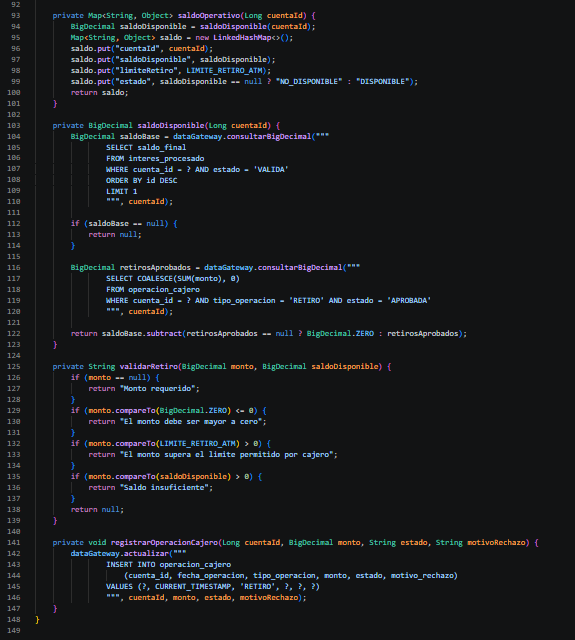 92
93 private Map<String, Object> saldoOperativo(Long cuentaId) {
94 BigDecimal saldoDisponible = saldoDisponible(cuentaId);
95 Map<String, Object> saldo = new LinkedHashMap<>();
96 saldo.put("cuentaId", cuentaId);
97 saldo.put("saldoDisponible", saldoDisponible);
98 saldo.put("limiteRetiro", LIMITE_RETIRO_ATM);
99 saldo.put("estado", saldoDisponible == null ? "NO_DISPONIBLE" : "DISPONIBLE");
100 return saldo;
101 }
102
103 private BigDecimal saldoDisponible(Long cuentaId) {
104 BigDecimal saldoBase = dataGateway.consultarBigDecimal("""
105 SELECT saldo_final
106 FROM interes_procesado
107 WHERE cuenta_id = ? AND estado = 'VALIDA'
108 ORDER BY id DESC
109 LIMIT 1
110 """, cuentaId);
111
112 if (saldoBase == null) {
113 return null;
114 }
115
116 BigDecimal retirosAprobados = dataGateway.consultarBigDecimal("""
117 SELECT COALESCE(SUM(monto), 0)
118 FROM operacion_cajero
119 WHERE cuenta_id = ? AND tipo_operacion = 'RETIRO' AND estado = 'APROBADA'
120 """, cuentaId);
121
122 return saldoBase.subtract(retirosAprobados == null ? BigDecimal.ZERO : retirosAprobados);
123 }
124
125 private String validarRetiro(BigDecimal monto, BigDecimal saldoDisponible) {
126 if (monto == null) {
127 return "Monto requerido";
128 }
129 if (monto.compareTo(BigDecimal.ZERO) <= 0) {
130 return "El monto debe ser mayor a cero";
131 }
132 if (monto.compareTo(LIMITE_RETIRO_ATM) > 0) {
133 return "El monto supera el limite permitido por cajero";
134 }
135 if (monto.compareTo(saldoDisponible) > 0) {
136 return "Saldo insuficiente";
137 }
138 return null;
139 }
140
141 private void registrarOperacionCajero(Long cuentaId, BigDecimal monto, String estado, String motivoRechazo) {
142 dataGateway.actualizar("""
143 INSERT INTO operacion_cajero
144 (cuenta_id, fecha_operacion, tipo_operacion, monto, estado, motivo_rechazo)
145 VALUES (?, CURRENT_TIMESTAMP, 'RETIRO', ?, ?, ?)
146 """, cuentaId, monto, estado, motivoRechazo);
147 }
148 }
149